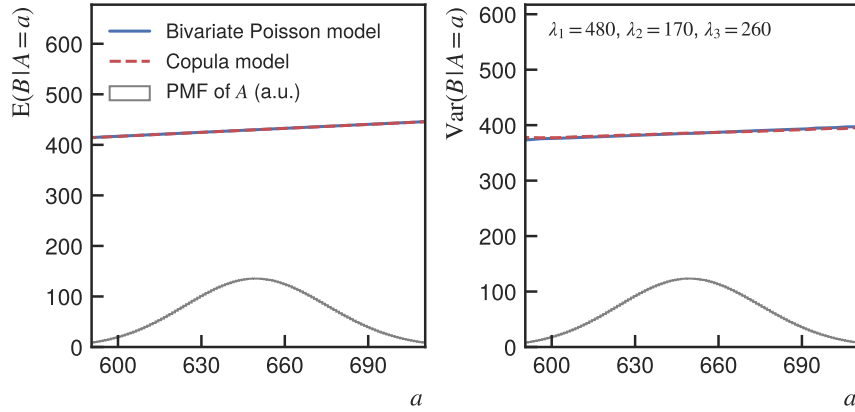 E(B|A = a)
600
500
400
300
200
100
0
Bivariate Poisson model
Copula model
PMF of A (a.u.)
600 630 660 690
a
Var(B|A = a)
600
500
400
300
200
100
0
λ₁ = 480, λ₂ = 170, λ₃ = 260
600 630 660 690
a